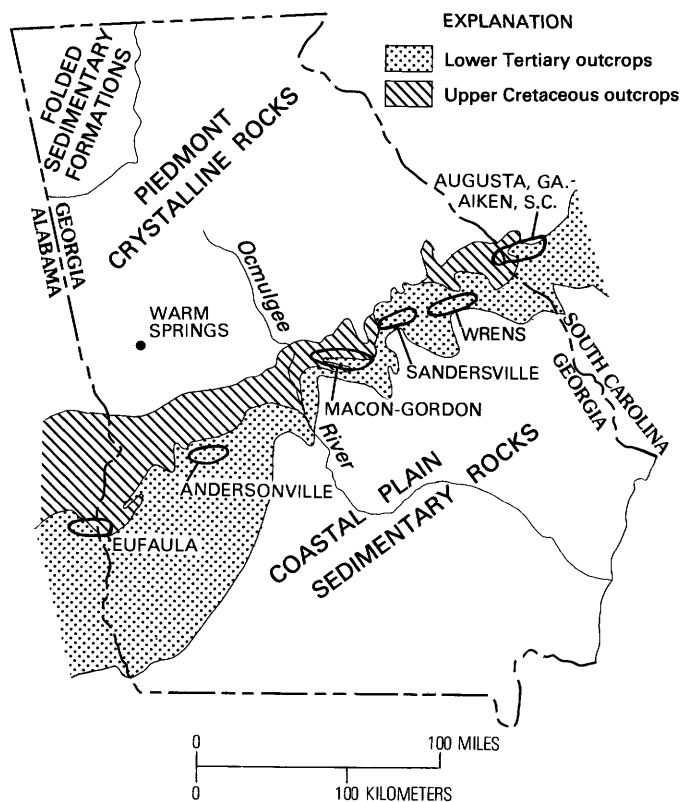 EXPLANATION
Lower Tertiary outcrops
Upper Cretaceous outcrops
FOLDED
SEDIMENTARY
FORMATIONS
PIEDMONT
CRYSTALLINE ROCKS
AUGUSTA, GA.-
AIKEN, S.C.
GEORGIA
ALABAMA
Ocmulgee
WARM
SPRINGS
WRENS
SANDERSVILLE
SOUTH CAROLINA
GEORGIA
MACON-GORDON
River
ANDERSONVILLE
COASTAL PLAIN
SEDIMENTARY ROCKS
EUFAULA
0 100 MILES
0 100 KILOMETERS